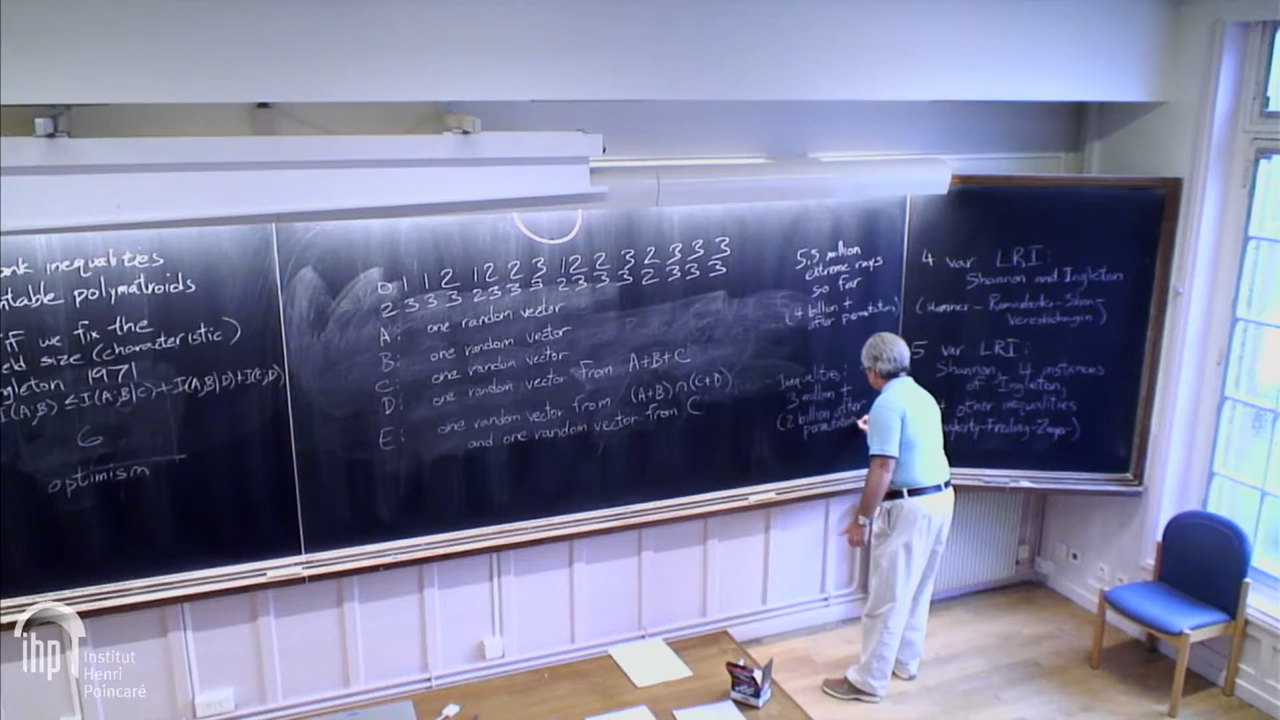 ank inequalities
ntable polymatroids
if we fix the
eld size (characteristic)
gleton 1971
I(A;B) ≤ I(A;B|C)+I(A;B|D)+I(C;D)
6
optimism
0 1 1 2 1 2 2 3 1 2 2 3 2 3 3 3
2 3 3 3 2 3 3 3 2 3 3 3 2 3 3 3
A: one random vector
B: one random vector
C: one random vector
D: one random vector from A+B+C
E: one random vector from (A+B)∩(C+D)
and one random vector from C
5.5 million
extreme rays
so far
(4 billion +
after permutation)
Inequalities:
3 million +
(2 billion after
permutation
4 var LRI:
Shannon and Ingleton
(Hammer-Romashchenko-Shen-
Vereshchagin)
5 var LRI:
Shannon, 4 instances
of Ingleton,
other inequalities
gherty-Freiling-Zeger)
ihp Institut
Henri
Poincaré